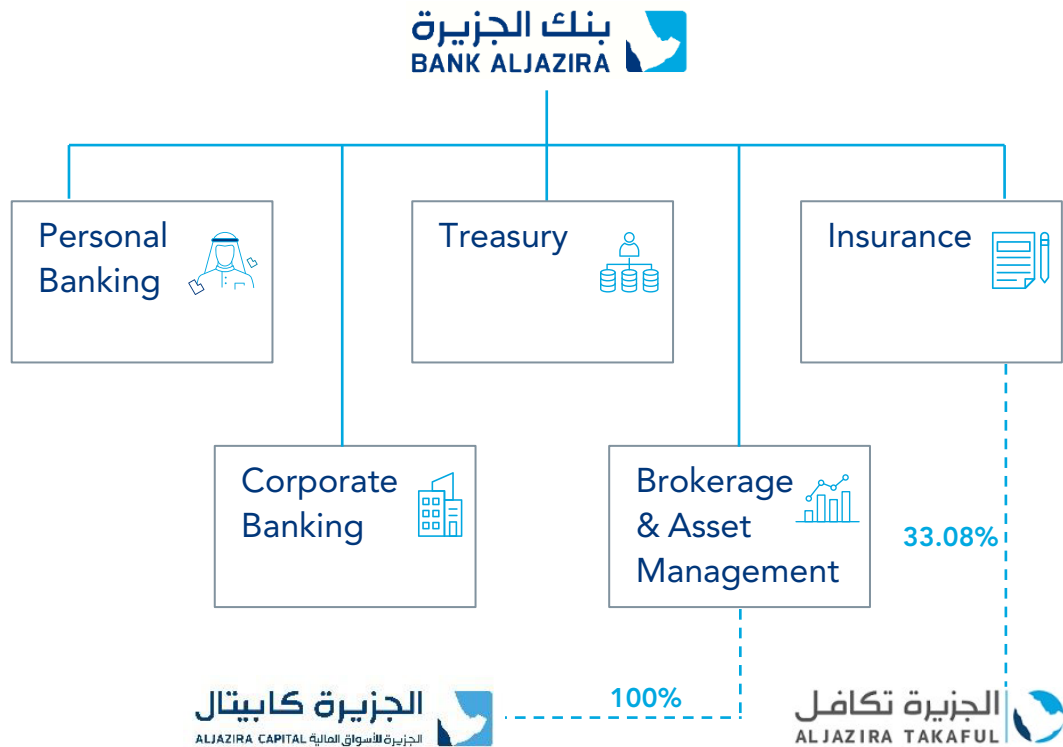 بنك الجزيرة
BANK ALJAZIRA
Personal
Banking
Treasury
Insurance
Corporate
Banking
Brokerage
& Asset
Management
33.08%
100%
الجزيرة كابيتال
ALJAZIRA CAPITAL الجزيرة للأسواق المالية
الجزيرة تكافل
ALJAZIRA TAKAFUL